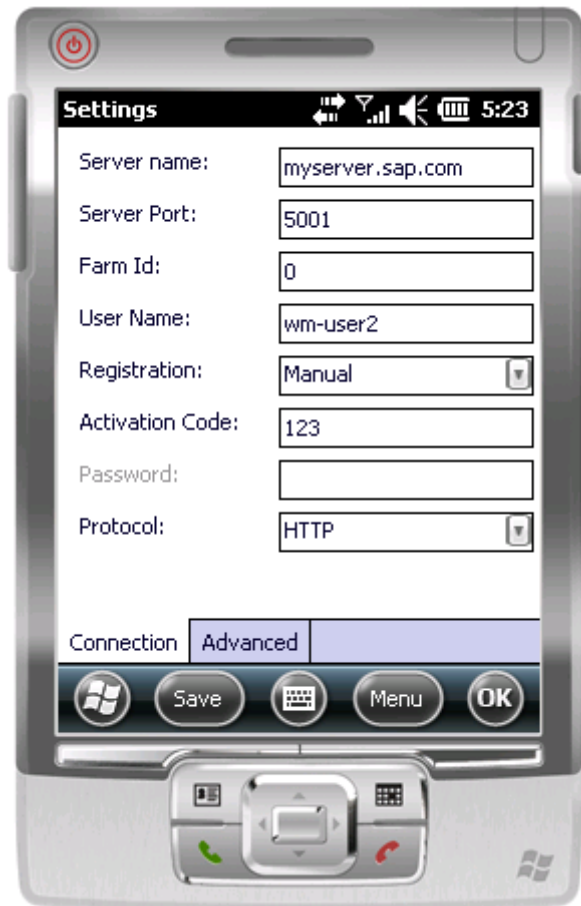 Settings 5:23
Server name: myserver.sap.com
Server Port: 5001
Farm Id: 0
User Name: wm-user2
Registration: Manual
Activation Code: 123
Password:
Protocol: HTTP
Connection Advanced
Save Menu OK